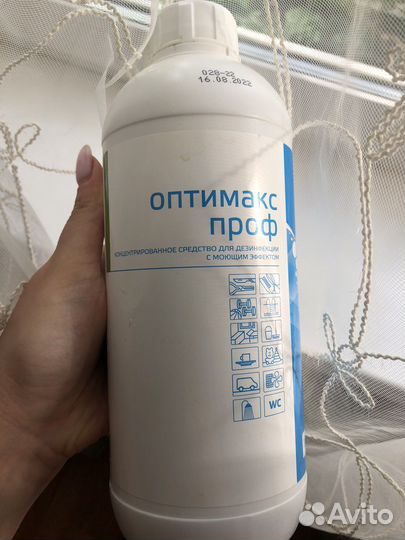 028-22
16.08.2022
оптимакс
проф
КОНЦЕНТРИРОВАННОЕ СРЕДСТВО ДЛЯ ДЕЗИНФЕКЦИИ
С МОЮЩИМ ЭФФЕКТОМ
WC
Avito